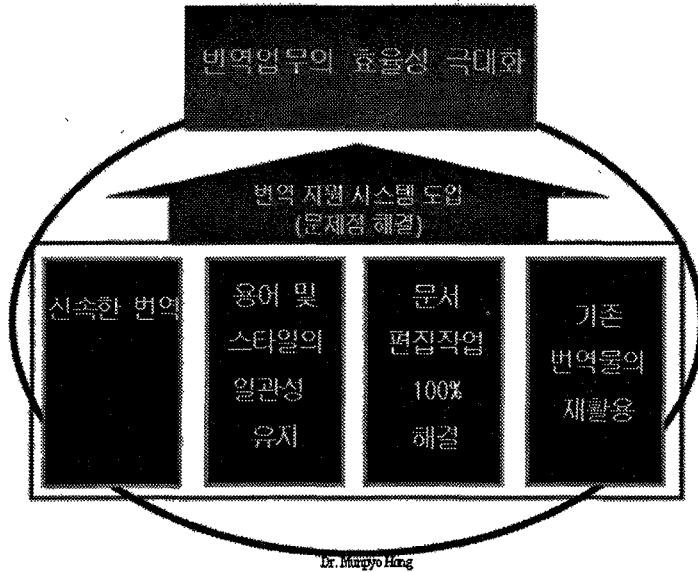 번역업무의 효율성 극대화
번역 지원 시스템 도입
(문제점 해결)
신속한 번역
용어 및
스타일의
일관성
유지
문서
편집작업
100%
해결
기존
번역물의
재활용
Dr. Munpyo Hong